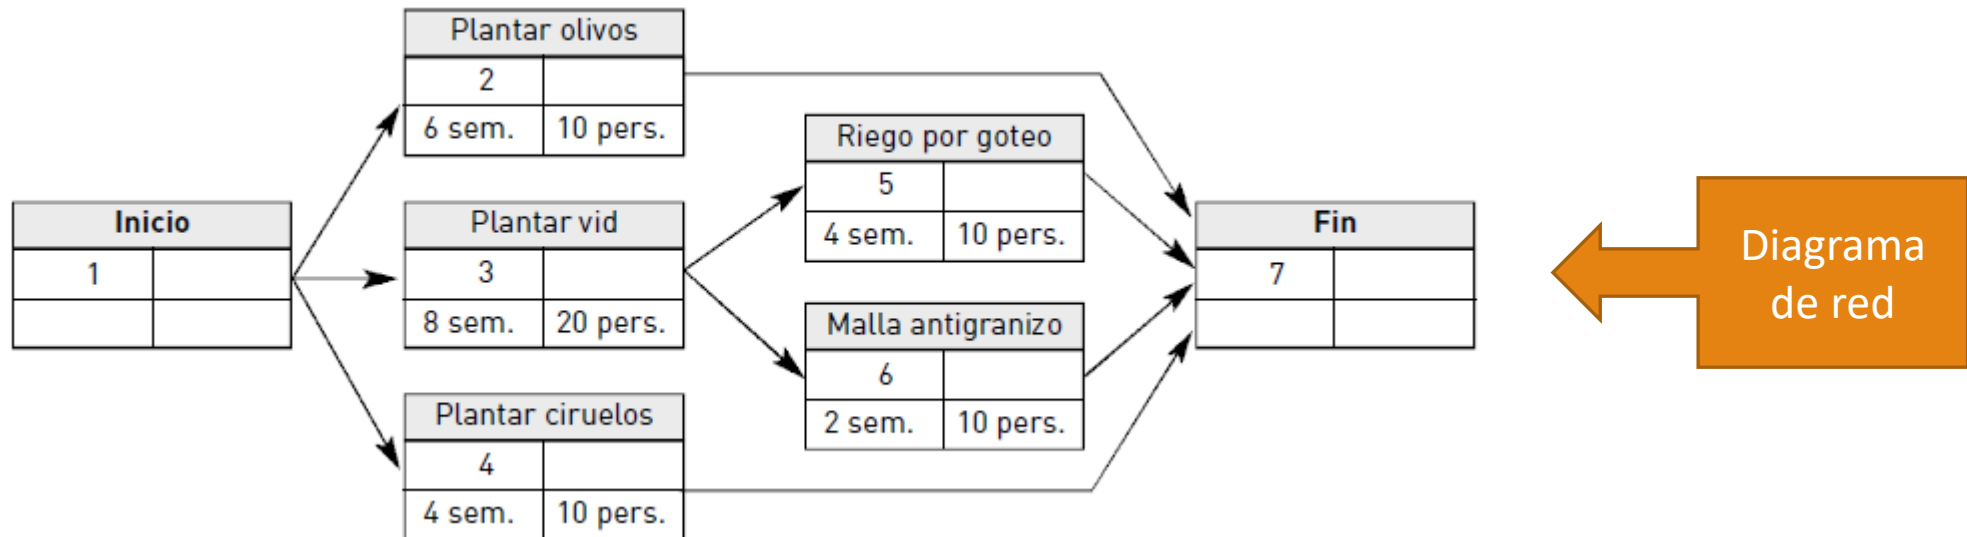 Plantar olivos
2
6 sem. 10 pers.
Riego por goteo
5
4 sem. 10 pers.
Inicio
1
Plantar vid
3
8 sem. 20 pers.
Fin
7
Diagrama
de red
Malla antigranizo
6
2 sem. 10 pers.
Plantar ciruelos
4
4 sem. 10 pers.